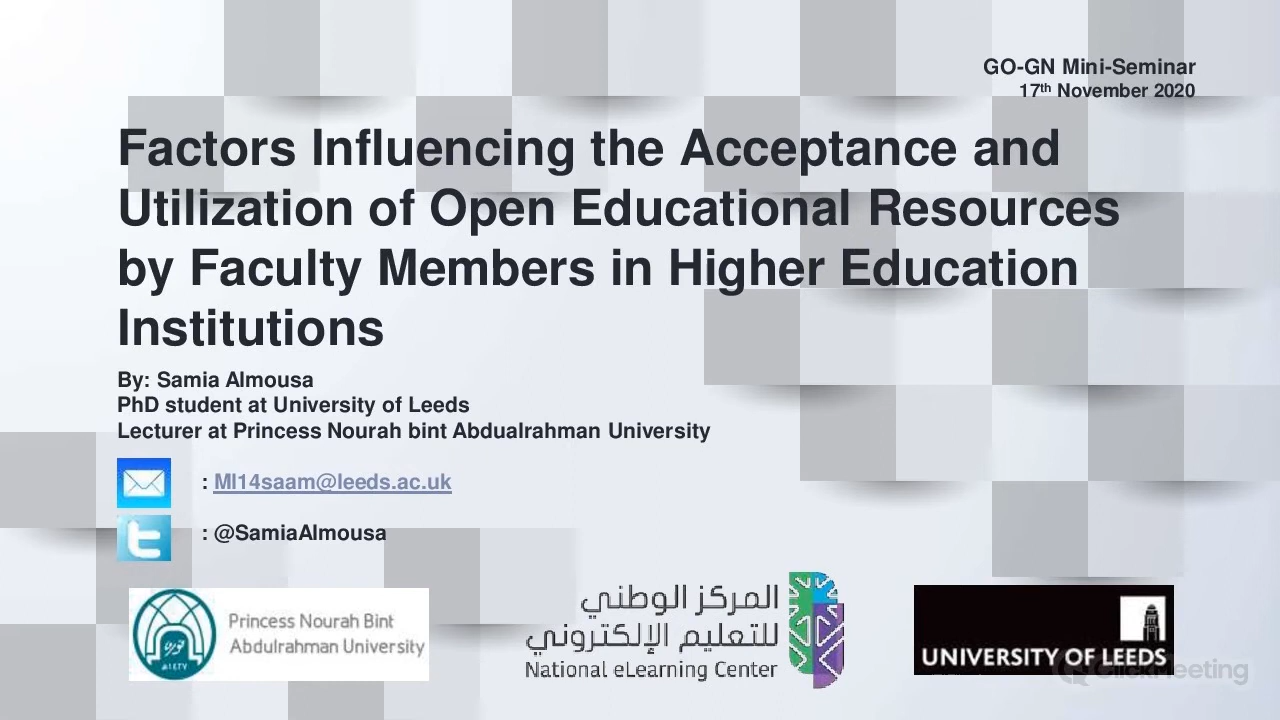 GO-GN Mini-Seminar
17th November 2020
Factors Influencing the Acceptance and
Utilization of Open Educational Resources
by Faculty Members in Higher Education
Institutions
By: Samia Almousa
PhD student at University of Leeds
Lecturer at Princess Nourah bint Abdualrahman University
: Ml14saam@leeds.ac.uk
: @SamiaAlmousa
Princess Nourah Bint
Abdulrahman University
المركز الوطني
للتعليم الإلكتروني
National eLearning Center
UNIVERSITY OF LEEDS
ClickMeeting